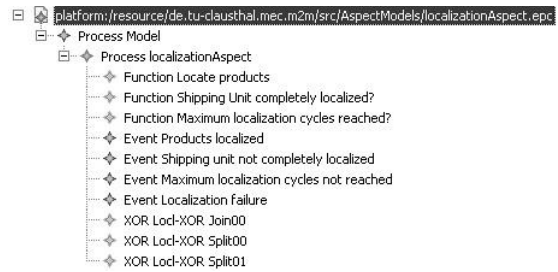 platform:/resource/de.tu-clausthal.mec.m2m/src/AspectModels/localizationAspect.epc
Process Model
Process localizationAspect
Function Locate products
Function Shipping Unit completely localized?
Function Maximum localization cycles reached?
Event Products localized
Event Shipping unit not completely localized
Event Maximum localization cycles not reached
Event Localization failure
XOR Locl-XOR Join00
XOR Locl-XOR Split00
XOR Locl-XOR Split01